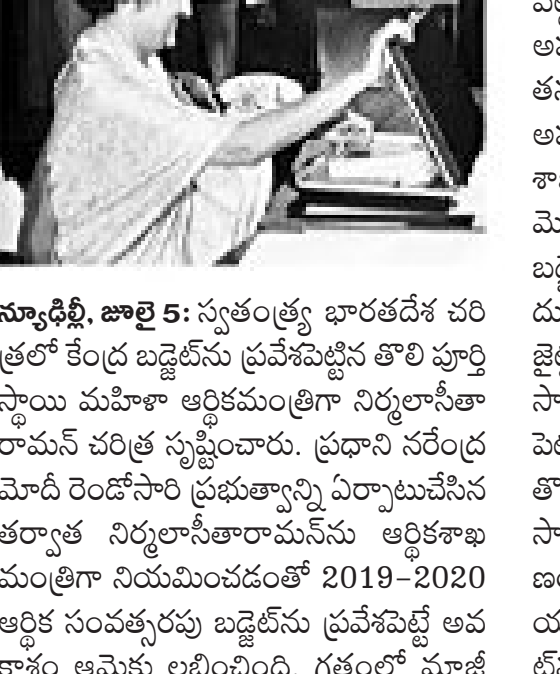 న్యూఢిల్లీ, జూలై 5: స్వతంత్ర్య భారతదేశ చరి
త్రలో కేంద్ర బడ్జెట్‌ను ప్రవేశపెట్టిన తొలి పూర్తి
స్థాయి మహిళా ఆర్థికమంత్రిగా నిర్మలాసీతా
రామన్ చరిత్ర సృష్టించారు. ప్రధాని నరేంద్ర
మోదీ రెండోసారి ప్రభుత్వాన్ని ఏర్పాటుచేసిన
తర్వాత నిర్మలాసీతారామన్‌ను ఆర్థికశాఖ
మంత్రిగా నియమించడంతో 2019–2020
ఆర్థిక సంవత్సరపు బడ్జెట్‌ను ప్రవేశపెట్టే అవ
కాశం ఆమెకు లభించింది. గతంలో మాజీ